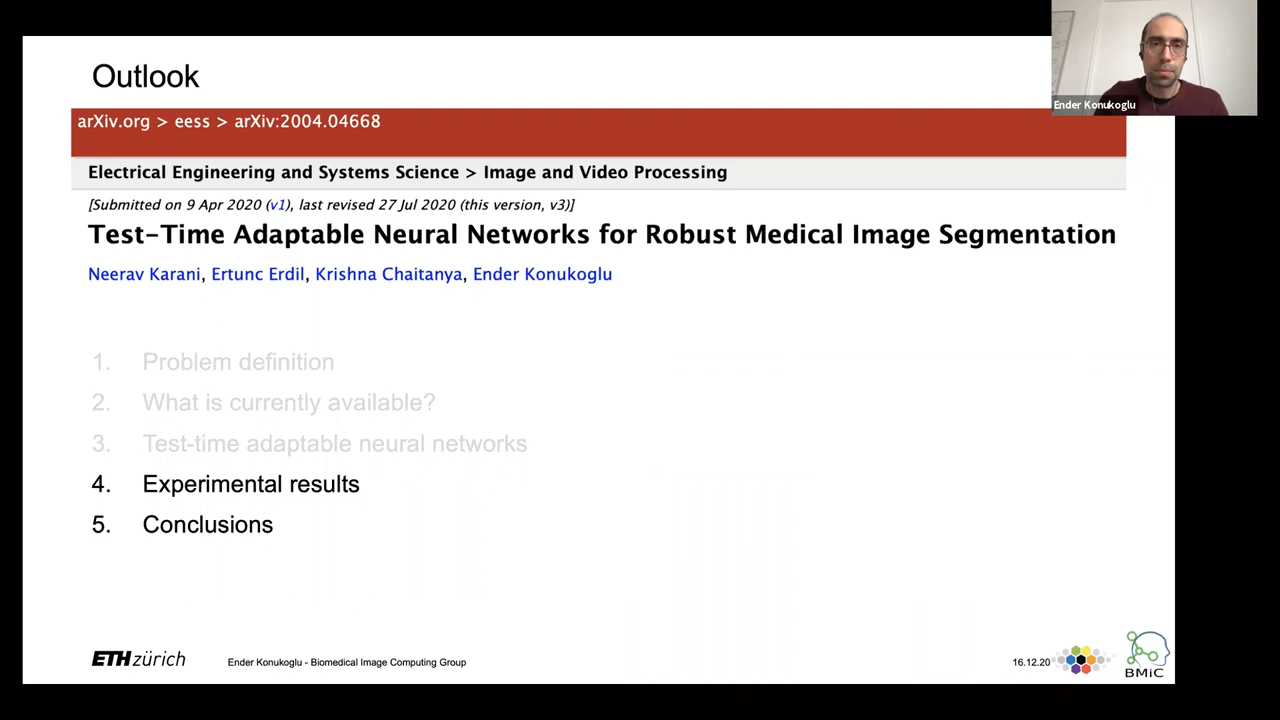 Outlook
Ender Konukoglu
arXiv.org > eess > arXiv:2004.04668
Electrical Engineering and Systems Science > Image and Video Processing
[Submitted on 9 Apr 2020 (v1), last revised 27 Jul 2020 (this version, v3)]
Test-Time Adaptable Neural Networks for Robust Medical Image Segmentation
Neerav Karani, Ertunc Erdil, Krishna Chaitanya, Ender Konukoglu
1. Problem definition
2. What is currently available?
3. Test-time adaptable neural networks
4. Experimental results
5. Conclusions
ETH zürich
Ender Konukoglu - Biomedical Image Computing Group
16.12.20
BMiC